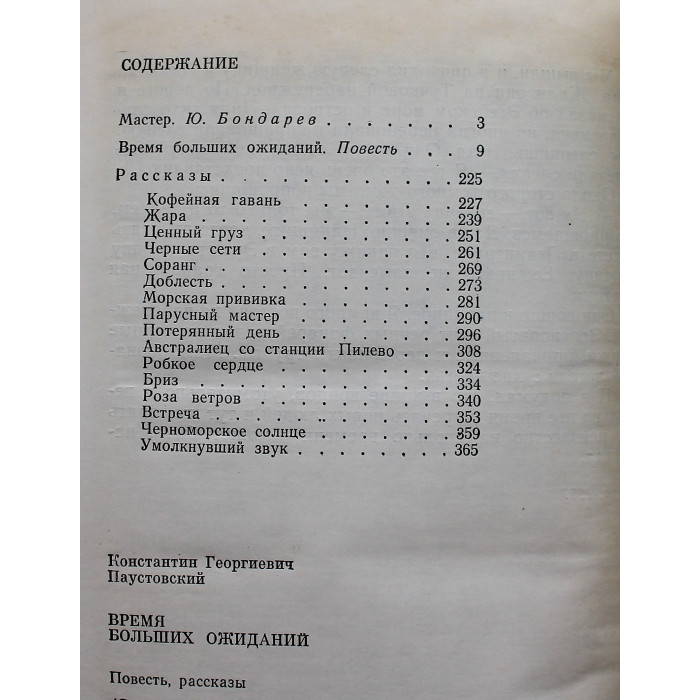 СОДЕРЖАНИЕ
Мастер. Ю. Бондарев . . . . . . . 3
Время больших ожиданий. Повесть . . . 9
Рассказы . . . . . . . . . . . . 225
Кофейная гавань . . . . . . . . 227
Жара . . . . . . . . . . . . 239
Ценный груз . . . . . . . . . 251
Черные сети . . . . . . . . . 261
Соранг . . . . . . . . . . . 269
Доблесть . . . . . . . . . . 273
Морская прививка . . . . . . . 281
Парусный мастер . . . . . . . 290
Потерянный день . . . . . . . 296
Австралиец со станции Пилево . . . 308
Робкое сердце . . . . . . . . 324
Бриз . . . . . . . . . . . . 334
Роза ветров . . . . . . . . . 340
Встреча . . . . . . . . . . . 353
Черноморское солнце . . . . . . 359
Умолкнувший звук . . . . . . . 365
Константин Георгиевич
Паустовский
ВРЕМЯ
БОЛЬШИХ ОЖИДАНИЙ
Повесть, рассказы